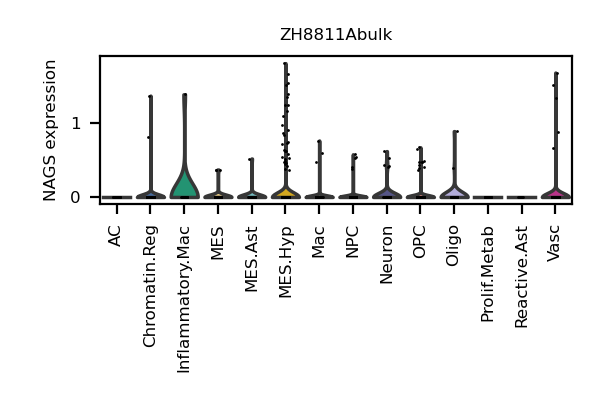 ZH8811Abulk
NAGS expression
1
0
AC
Chromatin.Reg
Inflammatory.Mac
MES
MES.Ast
MES.Hyp
Mac
NPC
Neuron
OPC
Oligo
Prolif.Metab
Reactive.Ast
Vasc